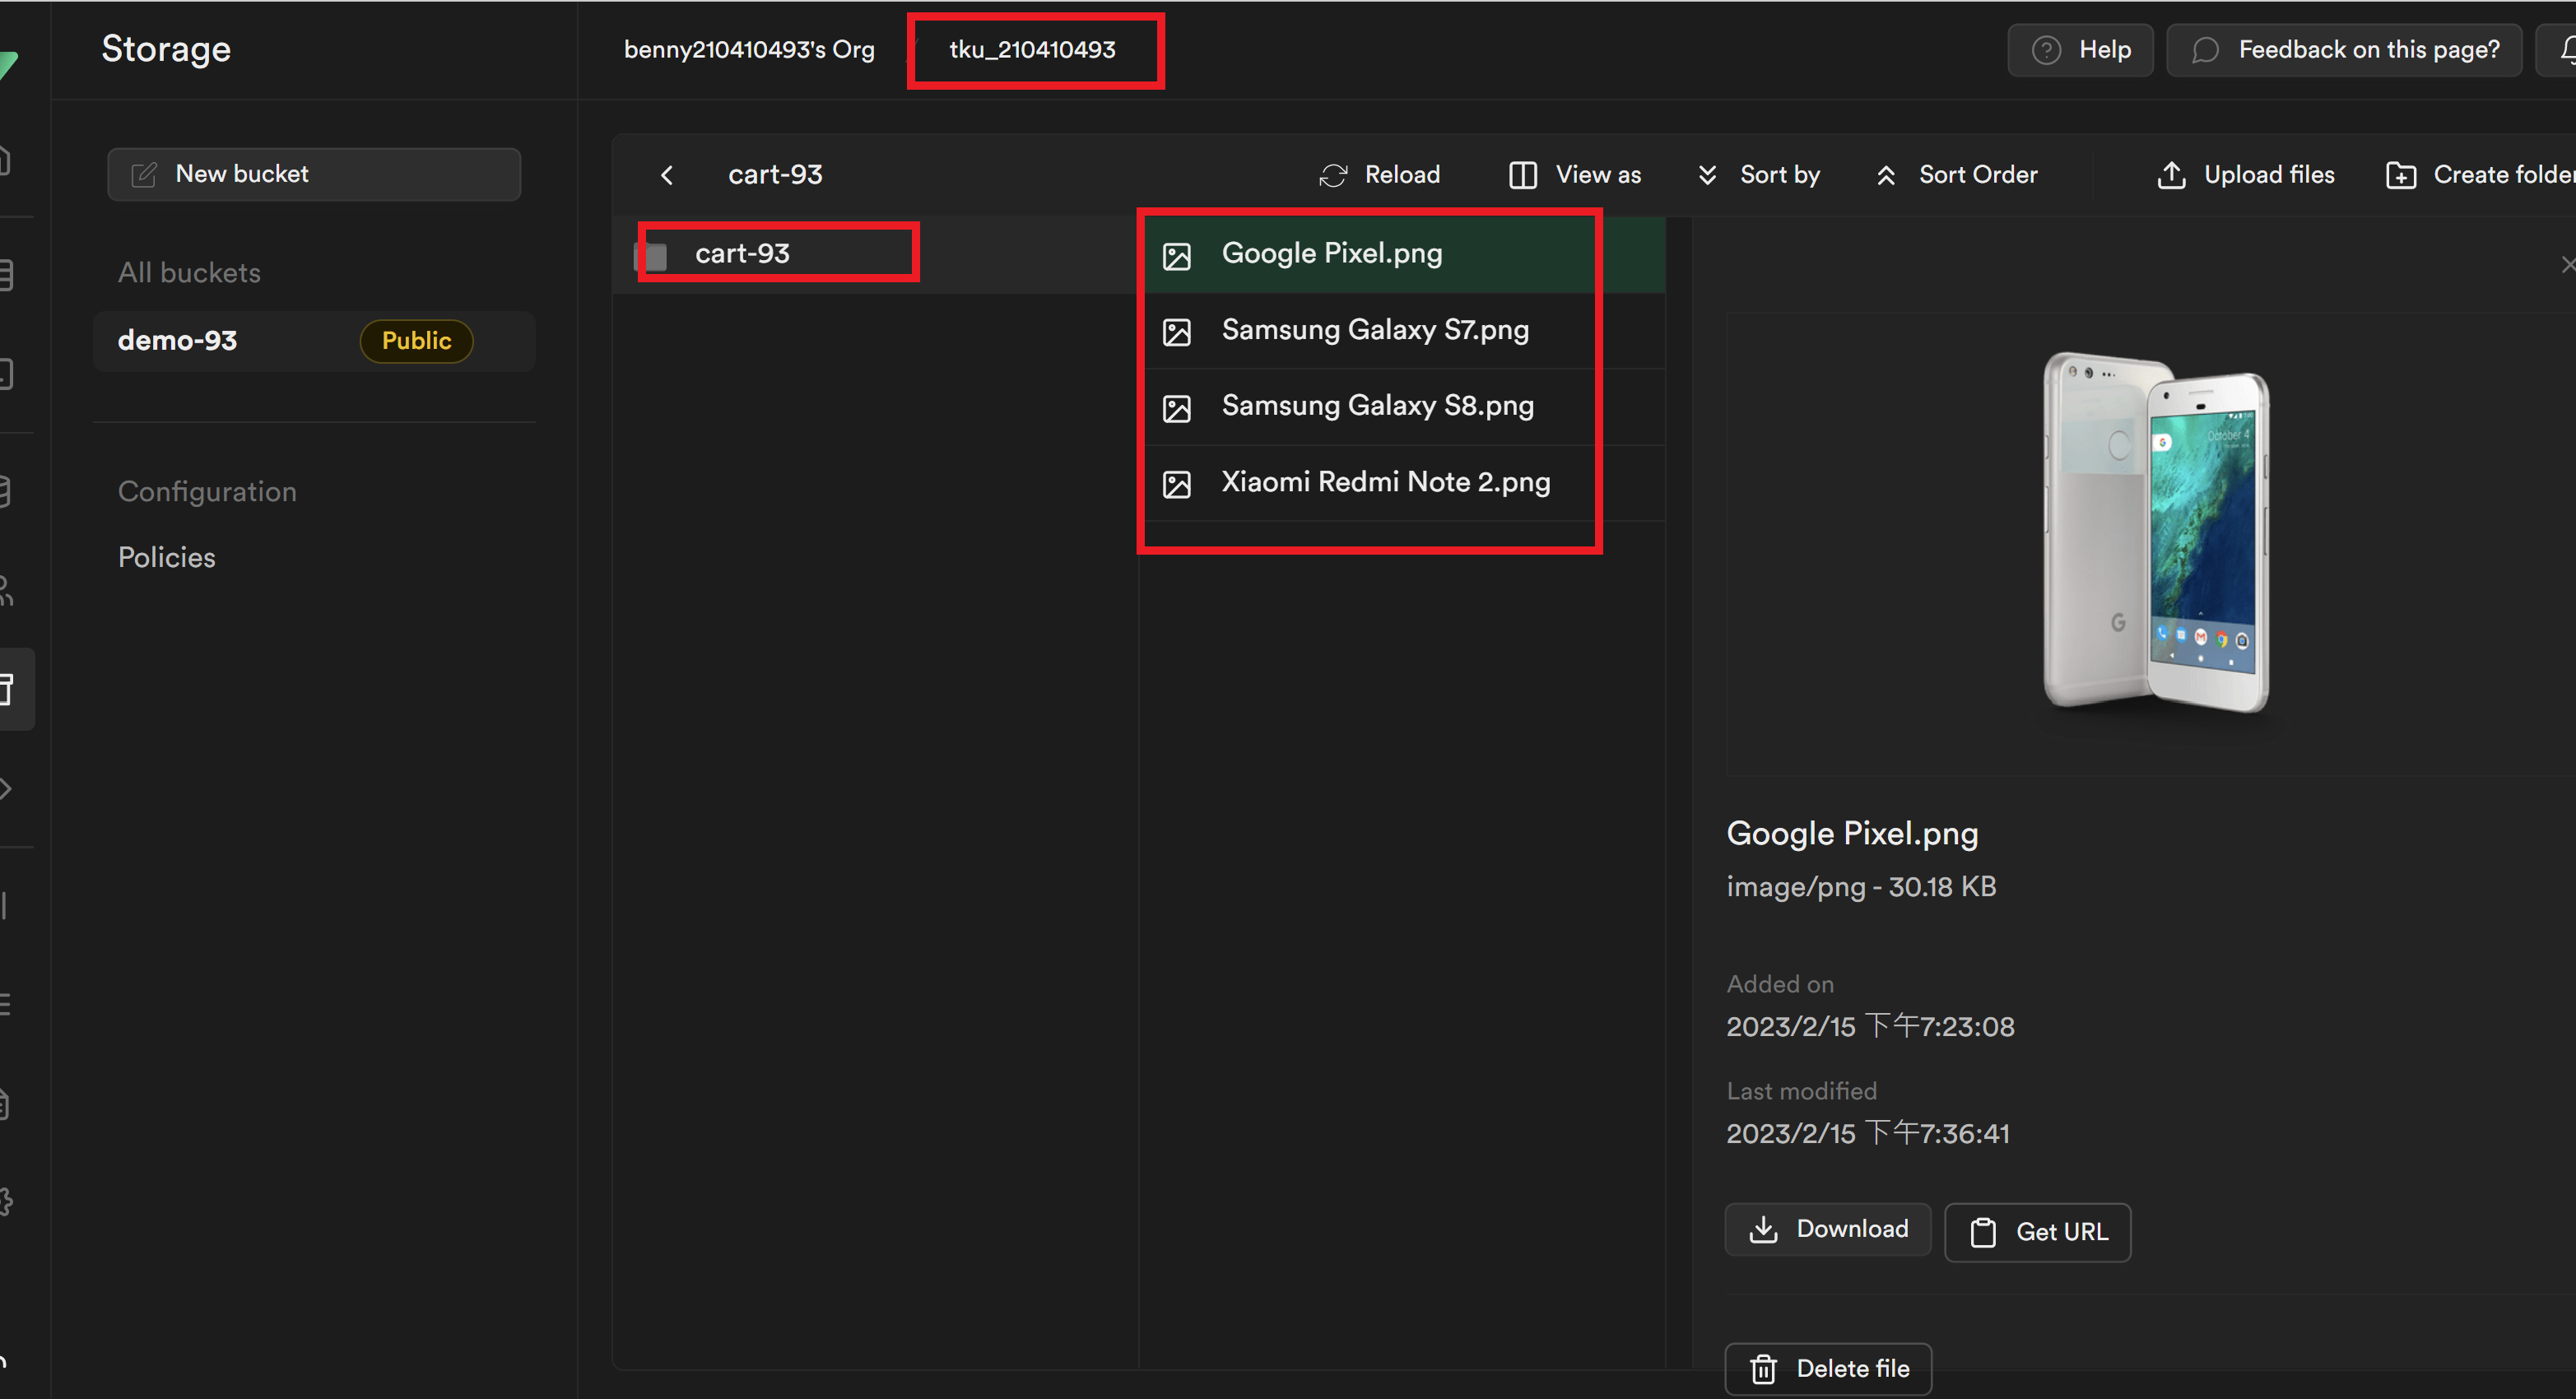 Storage
benny210410493's Org / tku_210410493
Help
Feedback on this page?
New bucket
All buckets
demo-93
Public
Configuration
Policies
cart-93
Reload
View as
Sort by
Sort Order
Upload files
Create folder
cart-93
Google Pixel.png
Samsung Galaxy S7.png
Samsung Galaxy S8.png
Xiaomi Redmi Note 2.png
October 4
Google Pixel.png
image/png - 30.18 KB
Added on
2023/2/15 下午7:23:08
Last modified
2023/2/15 下午7:36:41
Download
Get URL
Delete file